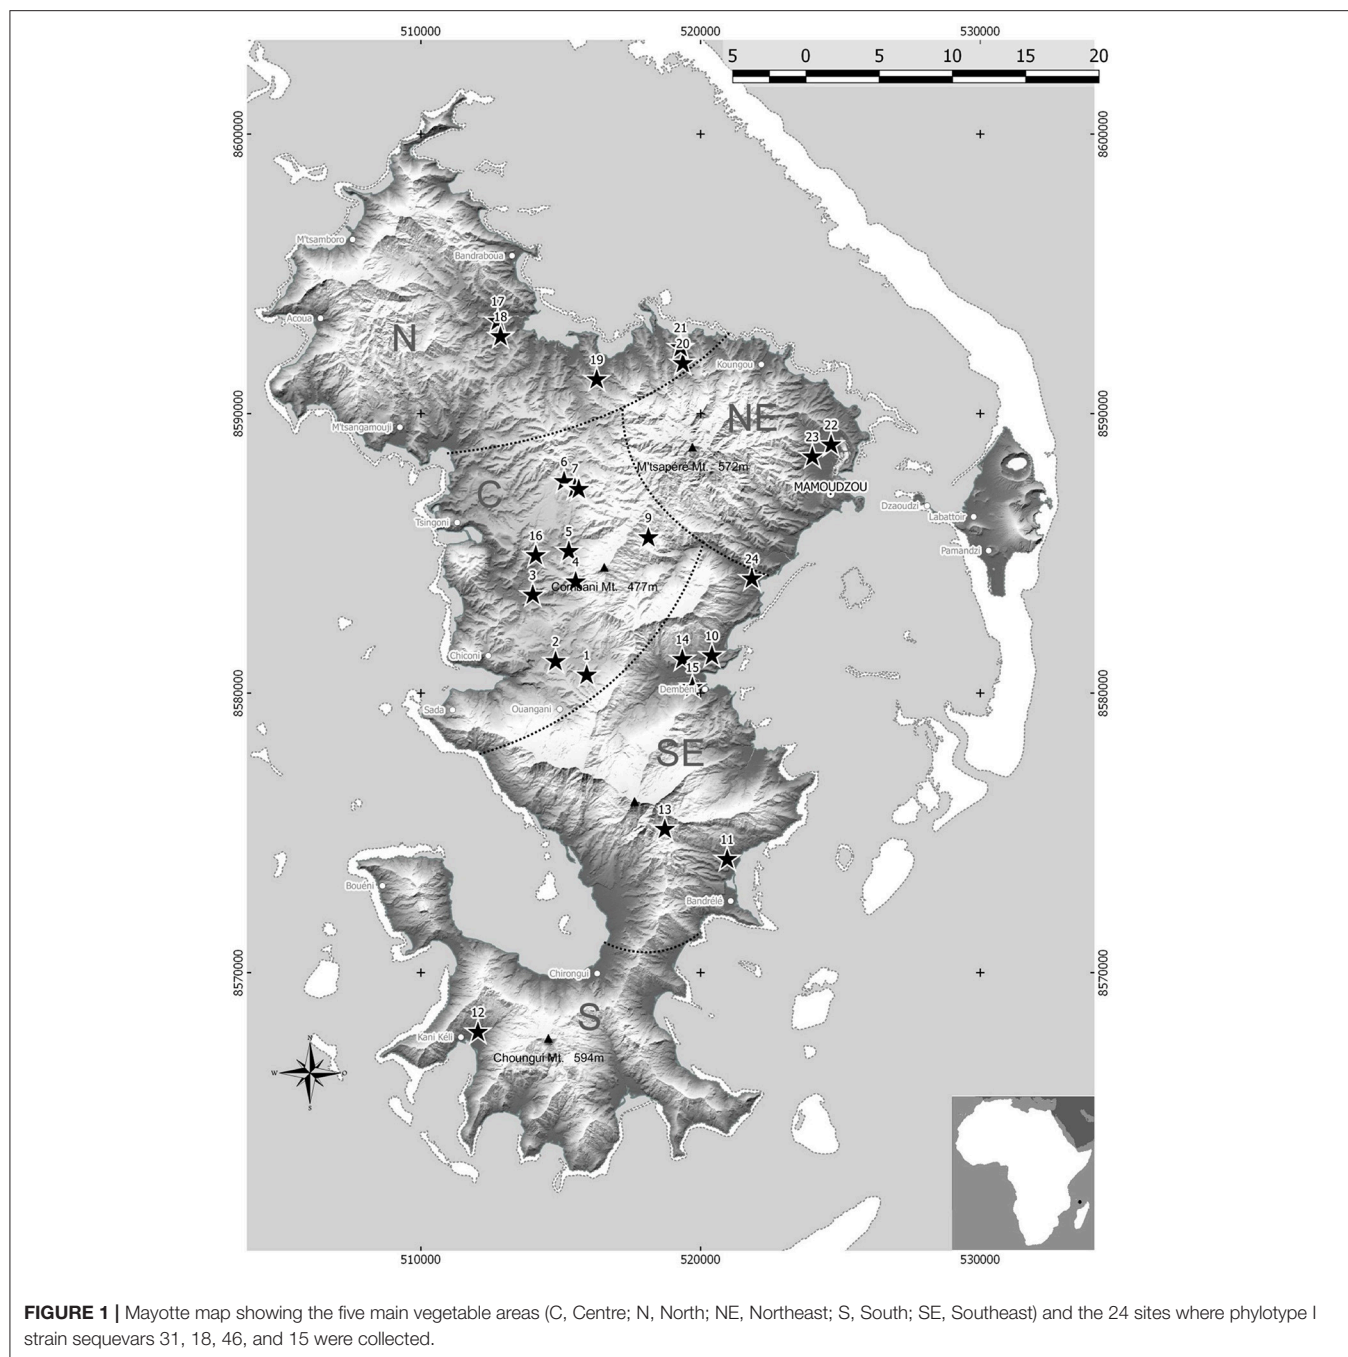 510000 520000 530000
5 0 5 10 15 20
8600000 8600000
M'tsamboro
Bandraboua
17
Acoua
18
N
21
20
19
Koungou
8590000 8590000
NE
22
23
M'tsangamouji
M'tsapéré Mt. 572m
6
7
C
MAMOUDZOU
Dzaoudzi
Labattoir
9
Tsingoni
5
16
Pamandzi
4
24
3
Combani Mt. 477m
14
10
2
1
Chiconi
15
Dembéni
8580000 8580000
Sada
Ouangani
SE
13
11
Bouéni
Bandrélé
8570000 8570000
Chirongui
12
S
Kani Kéli
N
W O
S
Choungui Mt. 594m
510000 520000 530000
FIGURE 1 | Mayotte map showing the five main vegetable areas (C, Centre; N, North; NE, Northeast; S, South; SE, Southeast) and the 24 sites where phylotype I
strain sequevars 31, 18, 46, and 15 were collected.